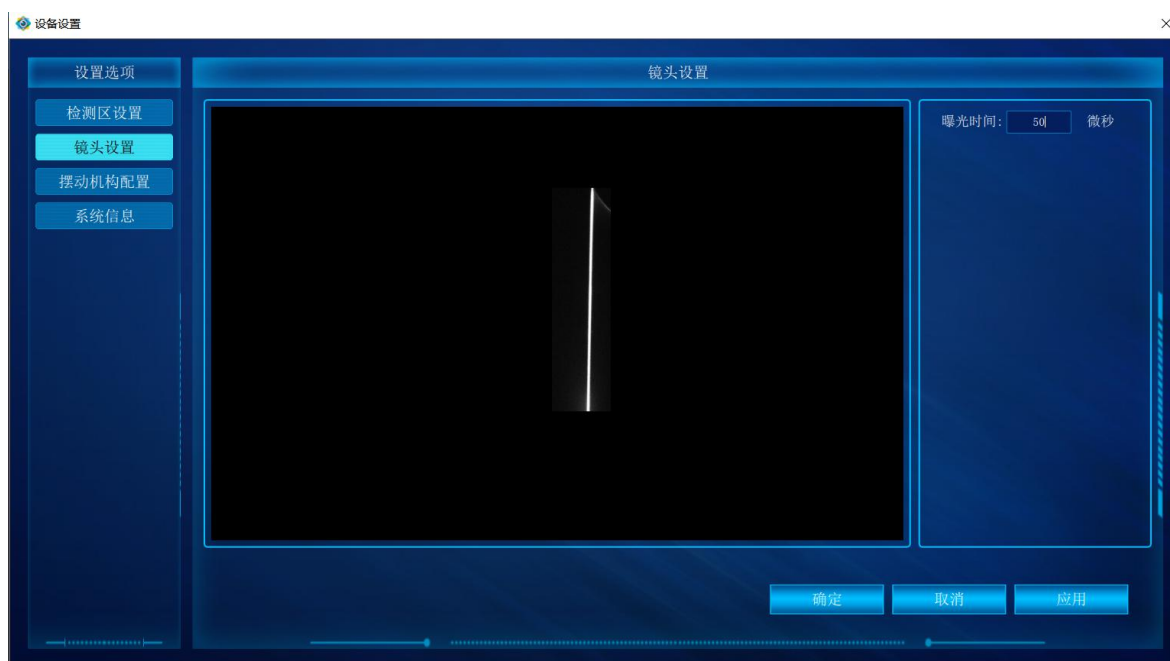 设备设置
设置选项
镜头设置
检测区设置
镜头设置
摆动机构配置
系统信息
曝光时间: 50 微秒
确定 取消 应用